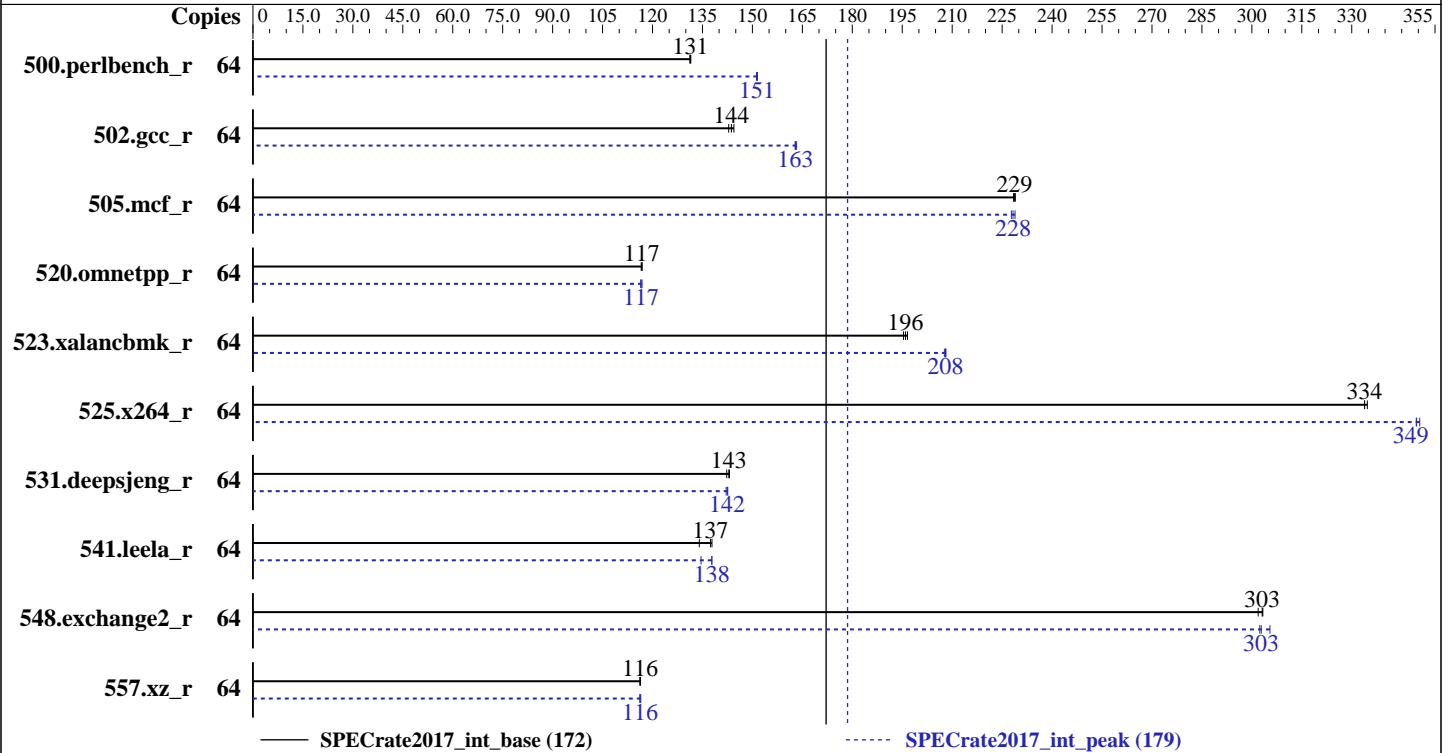 Copies 0 15.0 30.0 45.0 60.0 75.0 90.0 105 120 135 150 165 180 195 210 225 240 255 270 285 300 315 330 355
131
500.perlbench_r 64
151
144
502.gcc_r 64
163
229
505.mcf_r 64
228
117
520.omnetpp_r 64
117
196
523.xalancbmk_r 64
208
334
525.x264_r 64
349
143
531.deepsjeng_r 64
142
137
541.leela_r 64
138
303
548.exchange2_r 64
303
116
557.xz_r 64
116
SPECrate2017_int_base (172) SPECrate2017_int_peak (179)